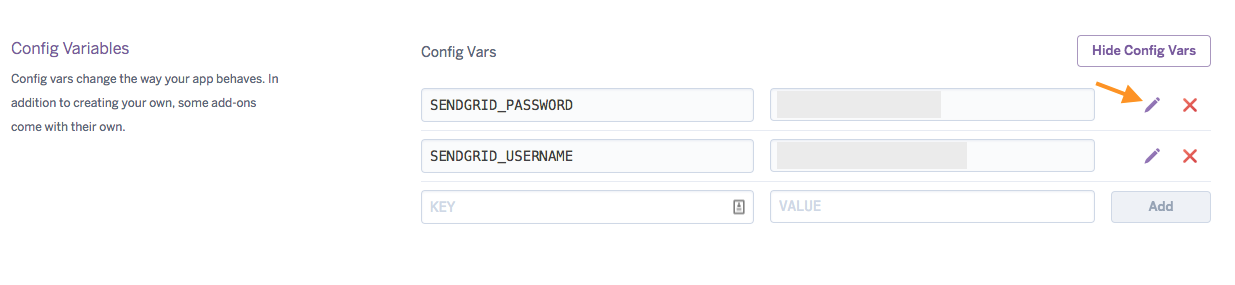 Config Variables
Config vars change the way your app behaves. In
addition to creating your own, some add-ons
come with their own.
Config Vars
Hide Config Vars
SENDGRID_PASSWORD
SENDGRID_USERNAME
KEY
VALUE
Add